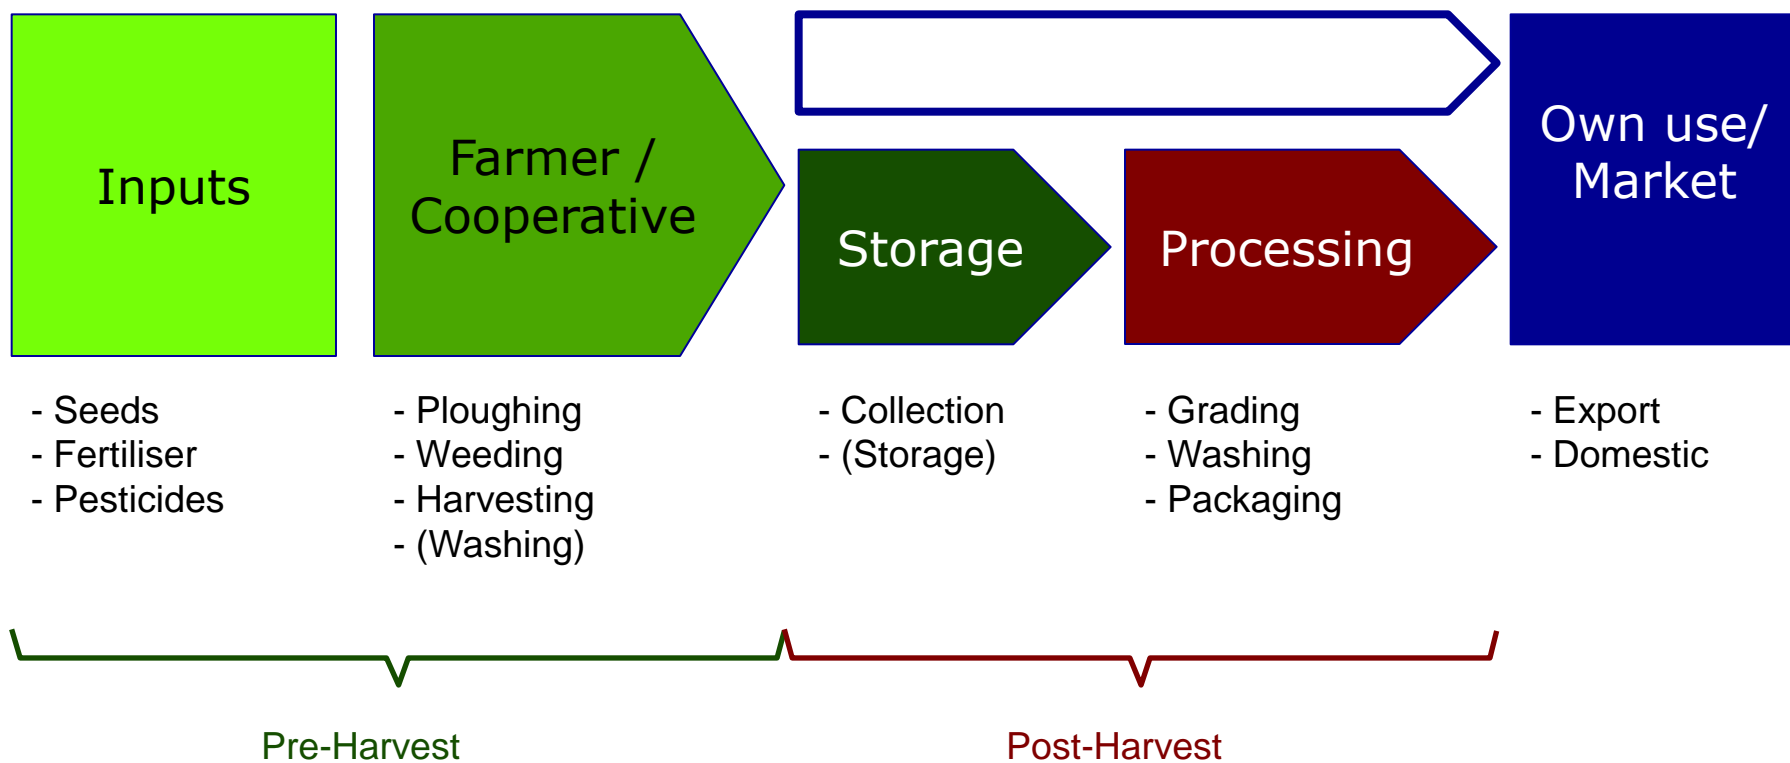 Inputs
Farmer /
Cooperative
Storage
Processing
Own use/
Market
- Seeds
- Fertiliser
- Pesticides
- Ploughing
- Weeding
- Harvesting
- (Washing)
- Collection
- (Storage)
- Grading
- Washing
- Packaging
- Export
- Domestic
Pre-Harvest
Post-Harvest